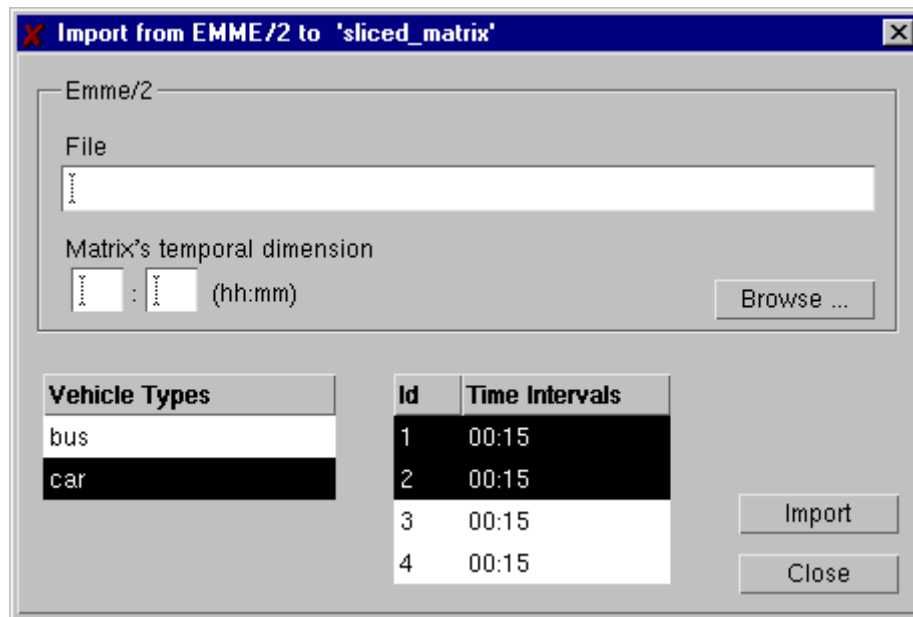 Import from EMME/2 to 'sliced_matrix'
Emme/2
File
Matrix's temporal dimension
: (hh:mm)
Browse ...
Vehicle Types
bus
car
Id Time Intervals
1 00:15
2 00:15
3 00:15
4 00:15
Import
Close